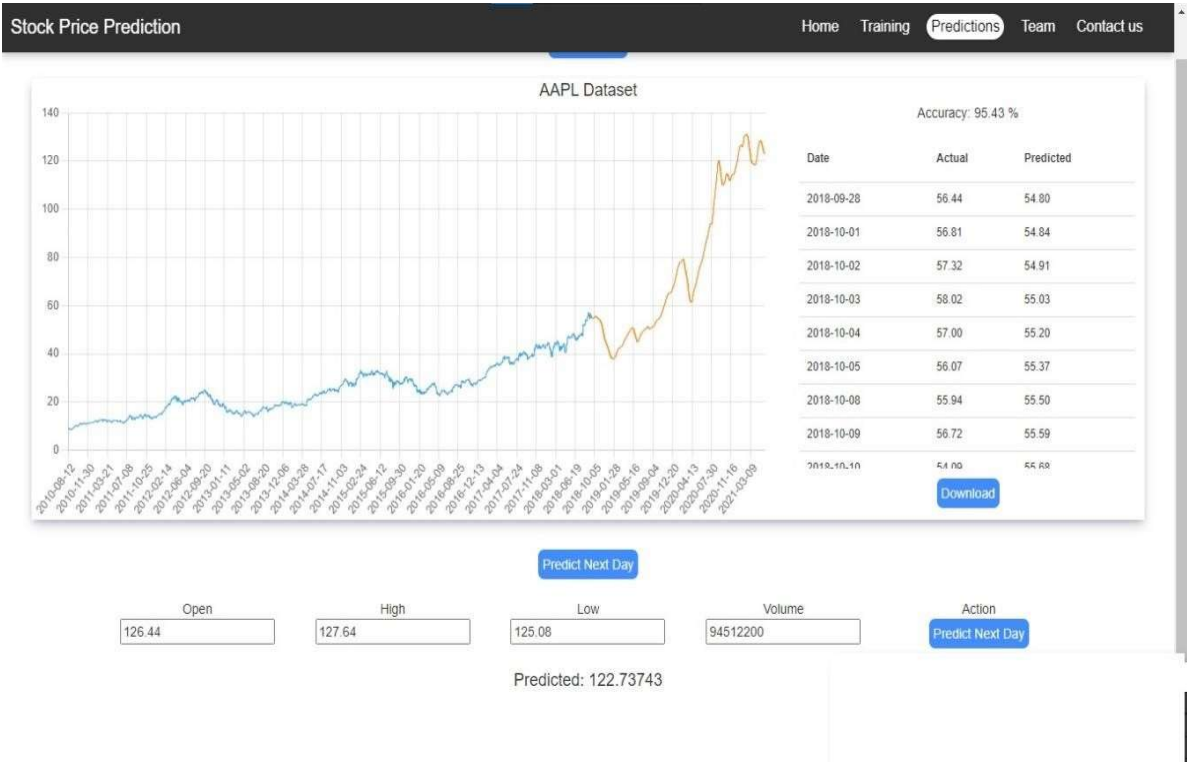 Stock Price Prediction
Home Training Predictions Team Contact us
AAPL Dataset
140
120
100
80
60
40
20
0
2010-08-12
2010-11-30
2011-03-21
2011-07-08
2011-10-25
2012-02-14
2012-06-04
2012-09-20
2013-01-11
2013-05-02
2013-08-20
2013-12-06
2014-03-28
2014-07-17
2014-11-03
2015-02-24
2015-06-12
2015-09-30
2016-01-20
2016-05-09
2016-08-25
2016-12-13
2017-04-04
2017-07-24
2017-11-08
2018-03-01
2018-06-19
2018-10-05
2019-01-28
2019-05-16
2019-09-04
2019-12-20
2020-04-13
2020-07-30
2020-11-16
2021-03-09
Accuracy: 95.43 %
Date Actual Predicted
2018-09-28 56.44 54.80
2018-10-01 56.81 54.84
2018-10-02 57.32 54.91
2018-10-03 58.02 55.03
2018-10-04 57.00 55.20
2018-10-05 56.07 55.37
2018-10-08 55.94 55.50
2018-10-09 56.72 55.59
2018-10-10 54.09 55.68
Download
Predict Next Day
Open High Low Volume Action
126.44 127.64 125.08 94512200 Predict Next Day
Predicted: 122.73743